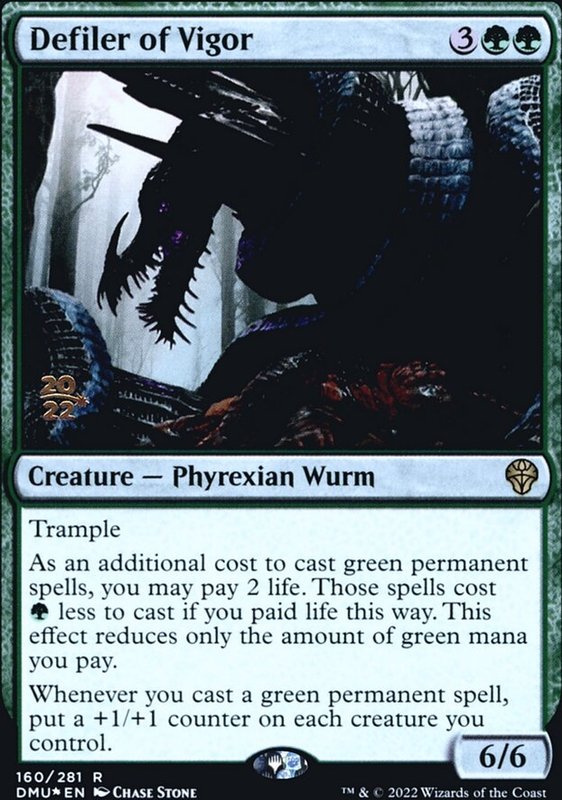 Defiler of Vigor 3
20
22
Creature — Phyrexian Wurm
Trample
As an additional cost to cast green permanent
spells, you may pay 2 life. Those spells cost
less to cast if you paid life this way. This
effect reduces only the amount of green mana
you pay.
Whenever you cast a green permanent spell,
put a +1/+1 counter on each creature you
control.
6/6
160/281 R
DMU★EN Chase Stone
™ & © 2022 Wizards of the Coast